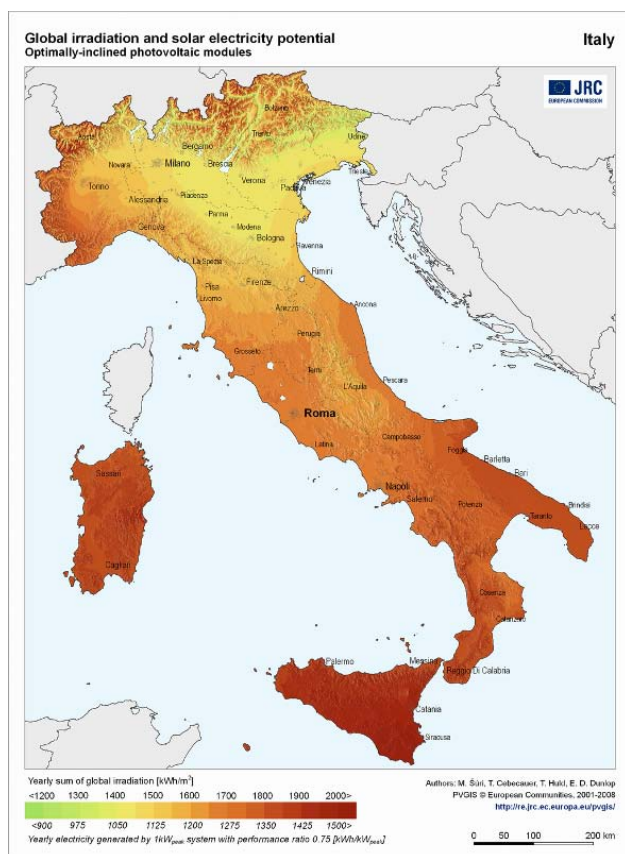 Global irradiation and solar electricity potential
Optimally-inclined photovoltaic modules
Italy
JRC
EUROPEAN COMMISSION
Aosta
Bolzano
Trento
Udine
Bergamo
Novara
Milano
Brescia
Trieste
Verona
Venezia
Padova
Torino
Piacenza
Alessandria
Parma
Modena
Genova
Bologna
Ravenna
La Spezia
Rimini
Pisa
Firenze
Livorno
Arezzo
Ancona
Perugia
Grosseto
Terni
L'Aquila
Pescara
Roma
Latina
Campobasso
Foggia
Barletta
Bari
Napoli
Salerno
Potenza
Brindisi
Taranto
Lecce
Sassari
Cagliari
Cosenza
Catanzaro
Palermo
Messina
Reggio Di Calabria
Catania
Siracusa
Yearly sum of global irradiation [kWh/m²]
<1200 1300 1400 1500 1600 1700 1800 1900 2000>
<900 975 1050 1125 1200 1275 1350 1425 1500>
Yearly electricity generated by 1kWpeak system with performance ratio 0.75 [kWh/kWpeak]
Authors: M. Šúri, T. Cebecauer, T. Huld, E. D. Dunlop
PVGIS © European Communities, 2001-2008
http://re.jrc.ec.europa.eu/pvgis/
0 50 100 200 km